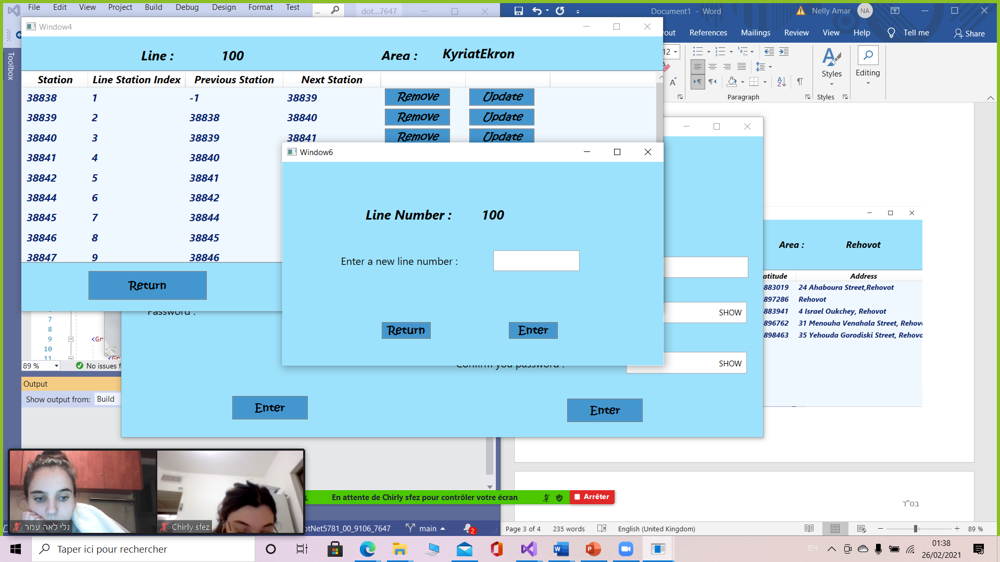 File Edit View Project Build Debug Design Format Test ... dot...7647
Document1 - Word Nelly Amar NA
Toolbox
Window4
References Mailings Review View Help Tell me Share
Line : 100 Area : KyriatEkron
Station Line Station Index Previous Station Next Station
38838 1 -1 38839 Remove Update
38839 2 38838 38840 Remove Update
38840 3 38839 38841 Remove Update
38841 4 38840
38842 5 38841
38844 6 38842
38845 7 38844
38846 8 38845
38847 9 38846
Return
12
Styles
Editing
Paragraph
Styles
Window6
Line Number : 100
Enter a new line number :
Return Enter
Password :
SHOW
Confirm you password :
SHOW
Enter Enter
Area : Rehovot
Address
883019 24 Ahaboura Street,Rehovot
897286 Rehovot
883941 4 Israel Oukchey, Rehovot
896762 31 Menouha Venahala Street,
898463 35 Yehouda Gorodiski Street,
7
8
9 <Gr
10
11 <Gr
89 % No issues
Output
Show output from: Build
נלי לאה עמר
Chirly sfez
En attente de Chirly sfez pour contrôler votre écran Arrêter
בס"ד
otNet5781_00_9106_7647 main 2
Page 3 of 4 235 words English (United Kingdom) 89 %
Taper ici pour rechercher
EN 01:38
26/02/2021